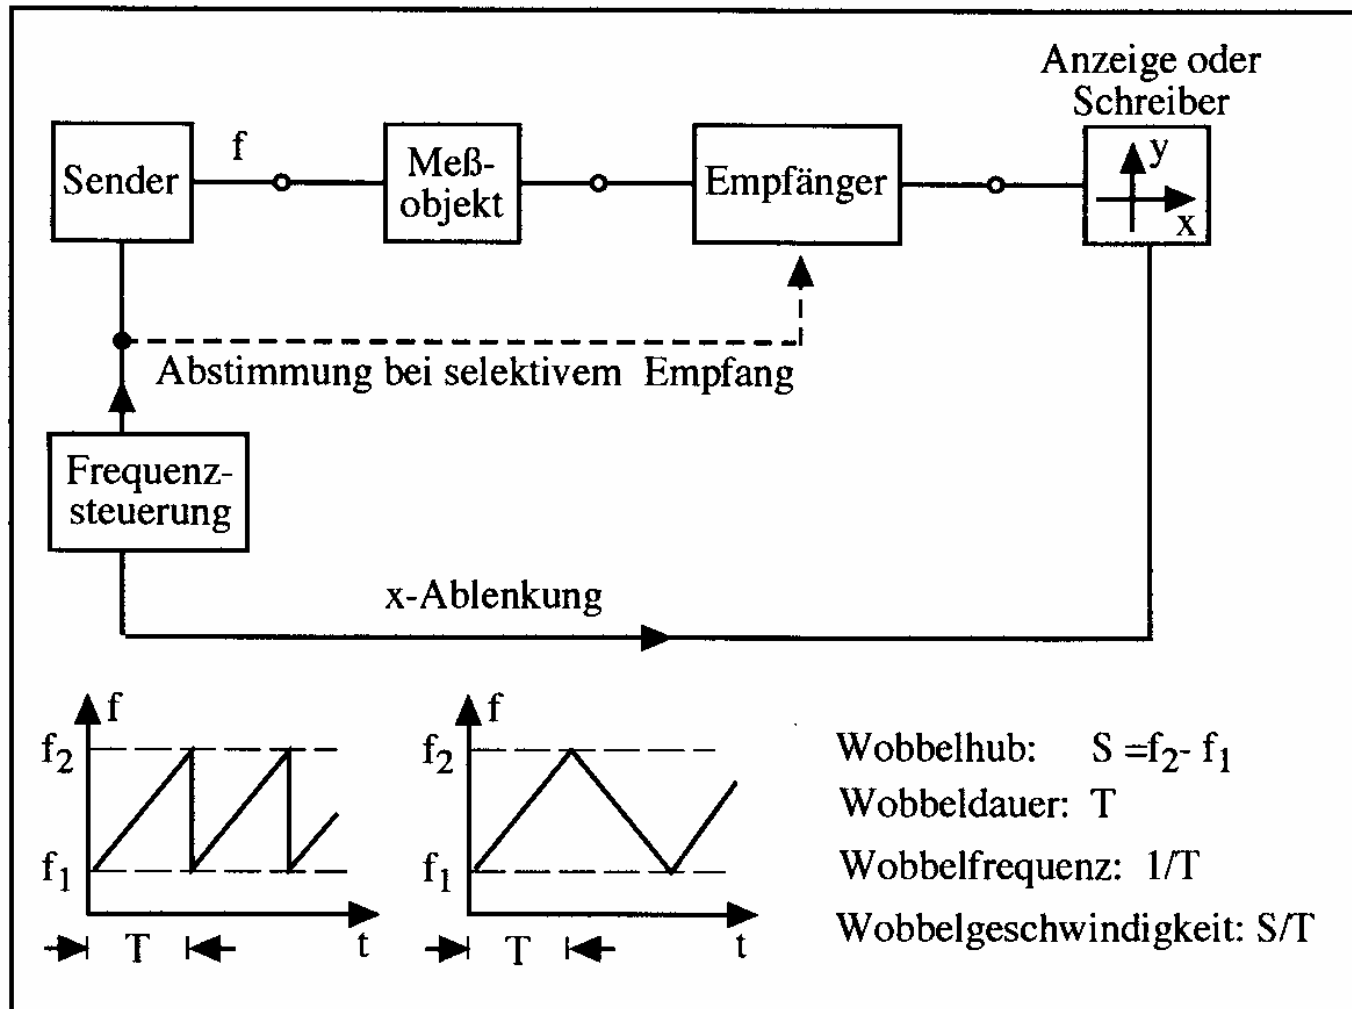 Anzeige oder
Schreiber
Sender
f
Meß-
objekt
Empfänger
y
x
Abstimmung bei selektivem Empfang
Frequenz-
steuerung
x-Ablenkung
f
f₂
f₁
T
t
f
f₂
f₁
T
t
Wobbelhub: S =f₂- f₁
Wobbeldauer: T
Wobbelfrequenz: 1/T
Wobbelgeschwindigkeit: S/T